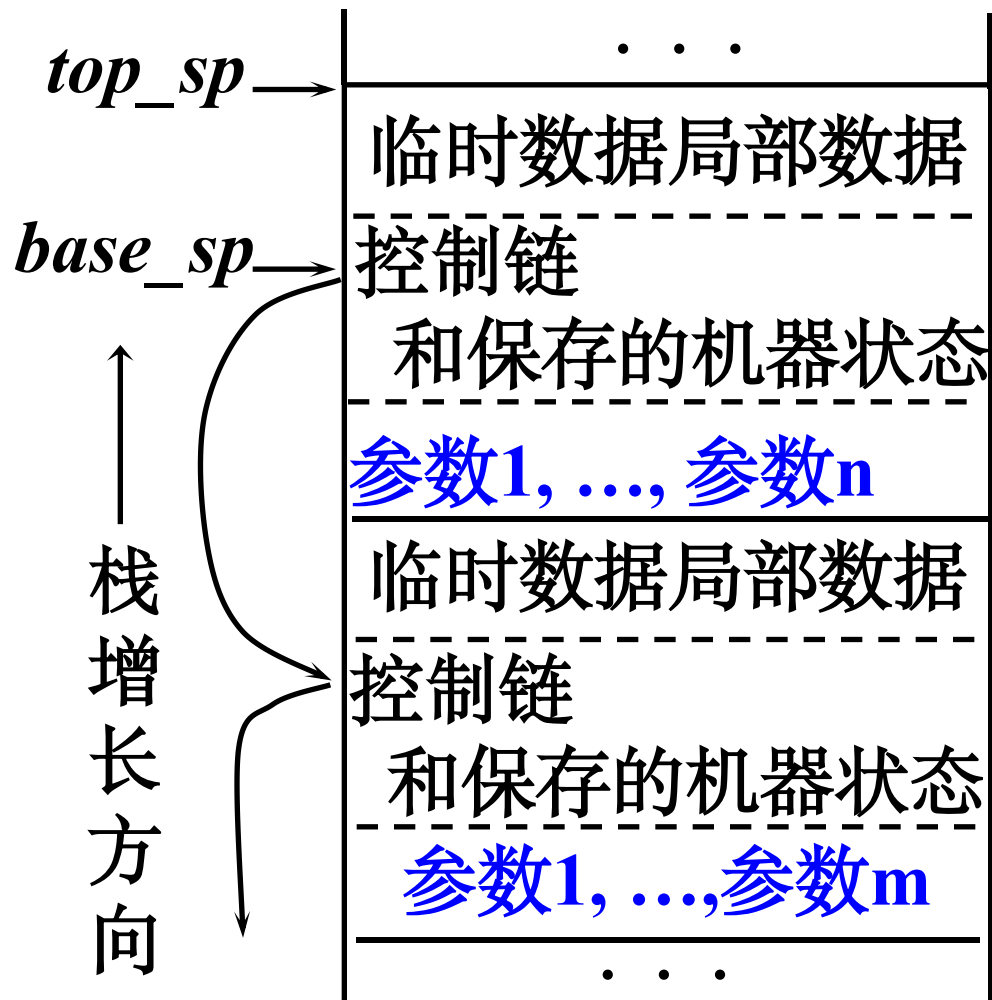 . . .
top_sp
临时数据局部数据
base_sp
控制链
和保存的机器状态
参数1, …, 参数n
临时数据局部数据
控制链
和保存的机器状态
参数1, …,参数m
. . .
栈增长方向